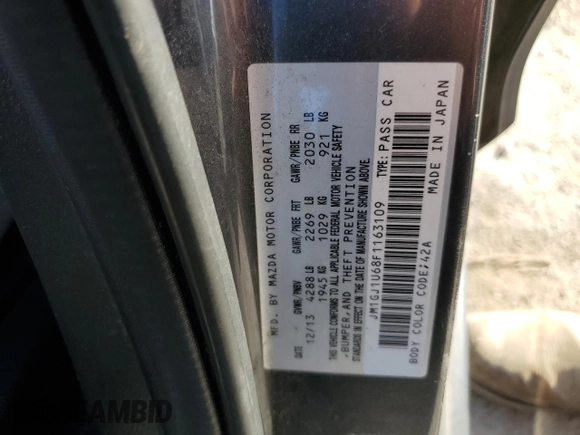 MFD. BY MAZDA MOTOR CORPORATION
DATE GVWR/PNBV GAWR/PNBE FRT GAWR/PNBE RR
12/13 4288 LB 2269 LB 2030 LB
1945 KG 1029 KG 921 KG
THIS VEHICLE CONFORMS TO ALL APPLICABLE FEDERAL MOTOR VEHICLE SAFETY
,BUMPER,AND THEFT PREVENTION
STANDARDS IN EFFECT ON THE DATE OF MANUFACTURE SHOWN ABOVE.
JM1GJ1U68F1163109 TYPE: PASS CAR
BODY COLOR CODE:42A MADE IN JAPAN